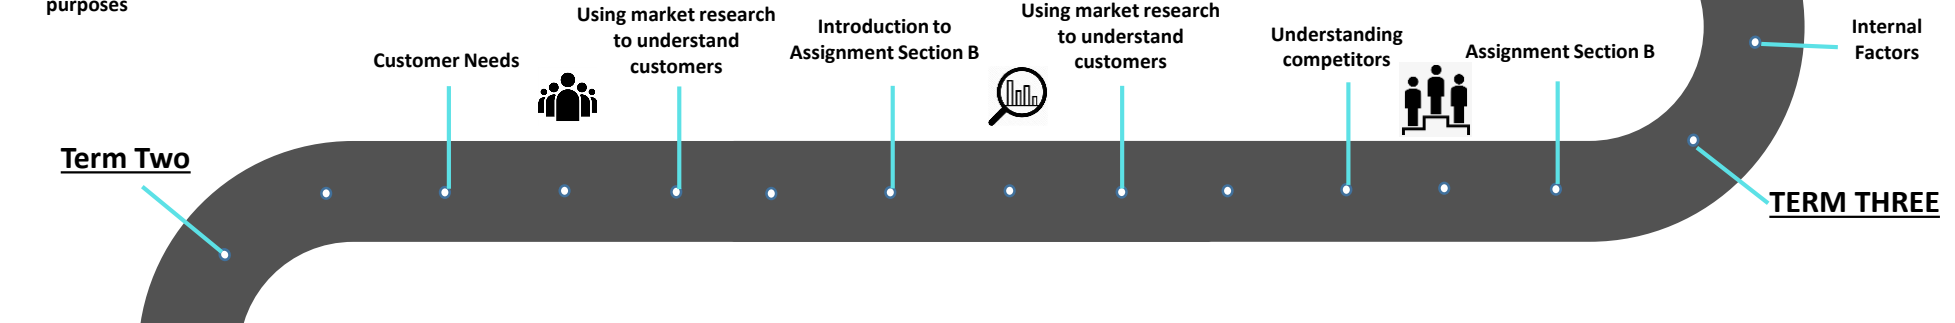 purposes
Term Two
Customer Needs
Using market research
to understand
customers
Introduction to
Assignment Section B
Using market research
to understand
customers
Understanding
competitors
Assignment Section B
Internal
Factors
TERM THREE